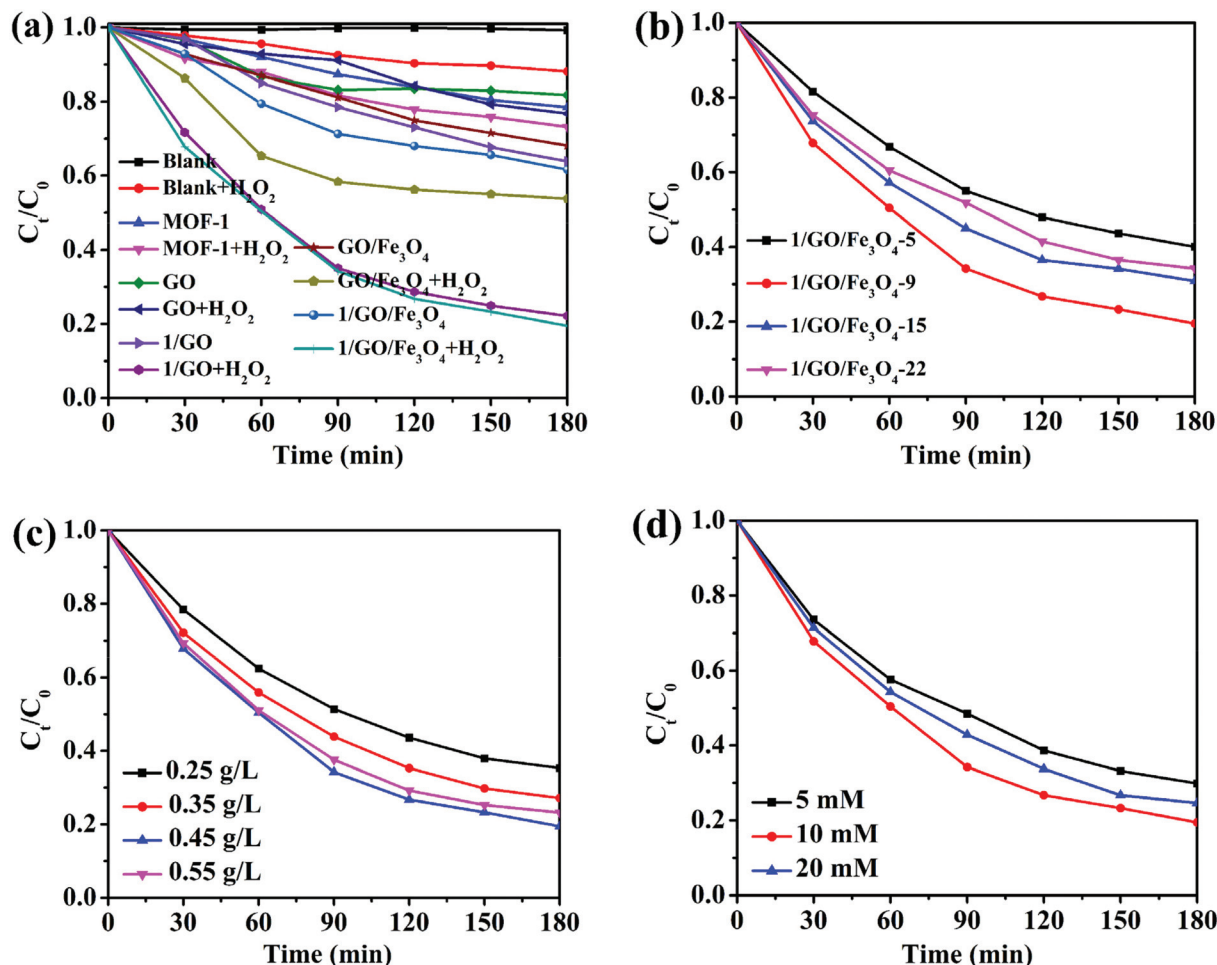 (a)
1.0
0.8
0.6
0.4
0.2
0.0
Cₜ/C₀
Blank
Blank+H₂O₂
MOF-1
MOF-1+H₂O₂
GO
GO+H₂O₂
1/GO
1/GO+H₂O₂
GO/Fe₃O₄
GO/Fe₃O₄+H₂O₂
1/GO/Fe₃O₄
1/GO/Fe₃O₄+H₂O₂
0 30 60 90 120 150 180
Time (min)
(b)
1.0
0.8
0.6
0.4
0.2
0.0
Cₜ/C₀
1/GO/Fe₃O₄-5
1/GO/Fe₃O₄-9
1/GO/Fe₃O₄-15
1/GO/Fe₃O₄-22
0 30 60 90 120 150 180
Time (min)
(c)
1.0
0.8
0.6
0.4
0.2
0.0
Cₜ/C₀
0.25 g/L
0.35 g/L
0.45 g/L
0.55 g/L
0 30 60 90 120 150 180
Time (min)
(d)
1.0
0.8
0.6
0.4
0.2
0.0
Cₜ/C₀
5 mM
10 mM
20 mM
0 30 60 90 120 150 180
Time (min)